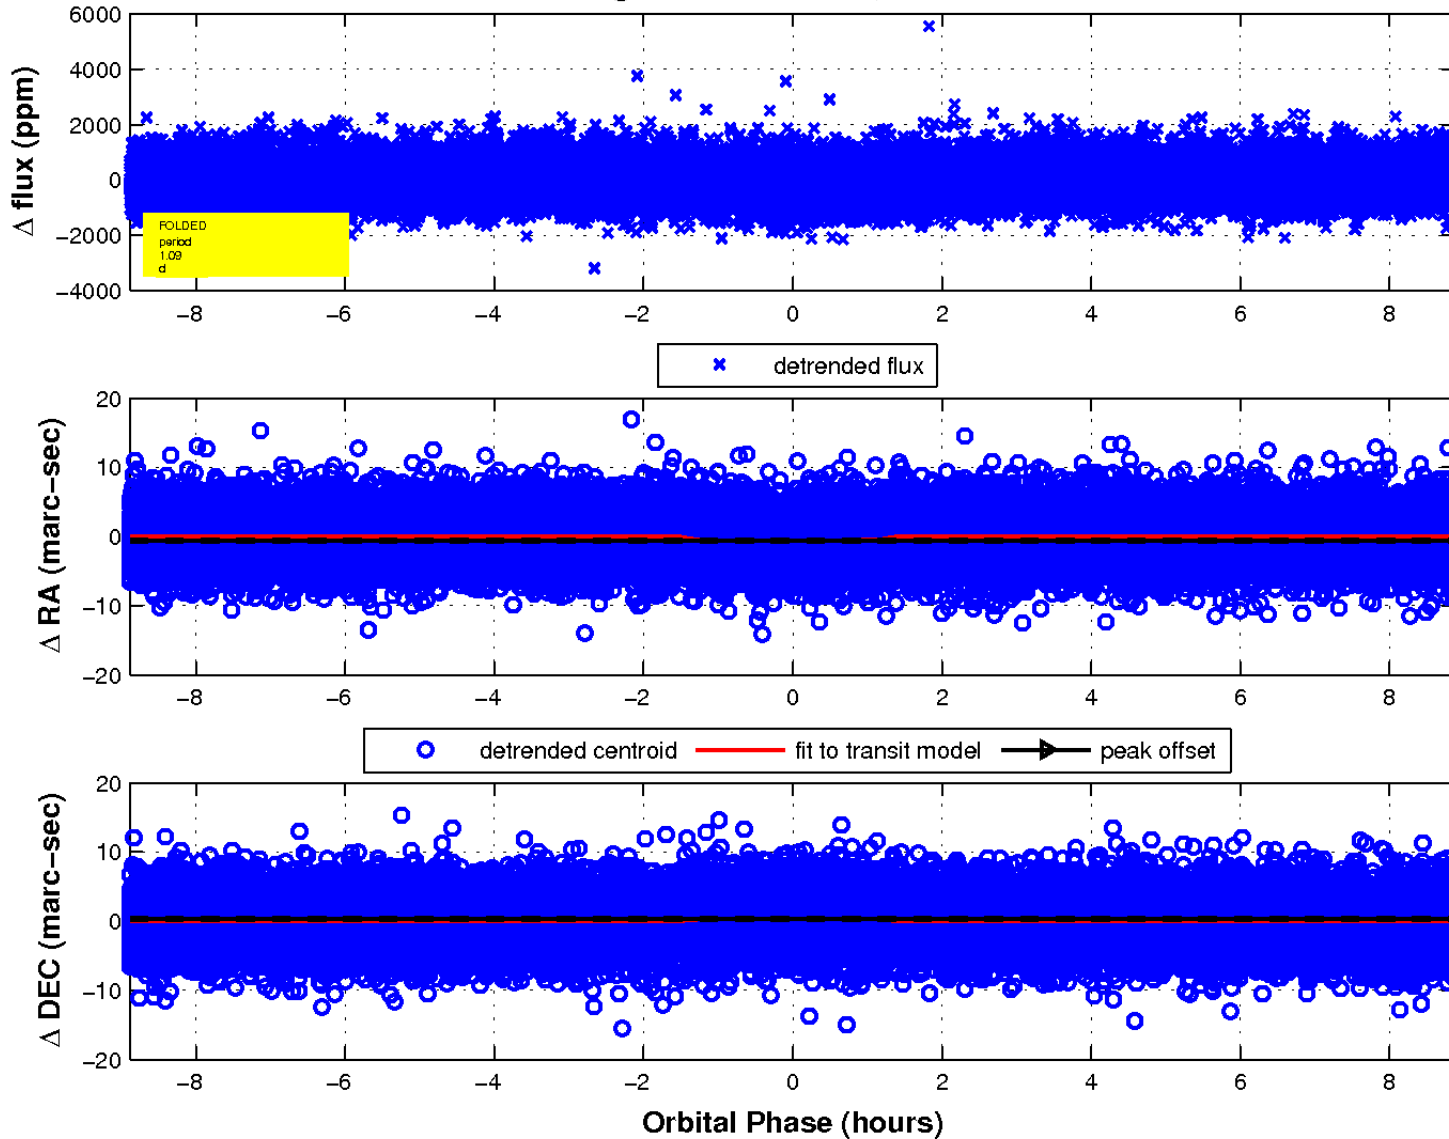 6000
4000
2000
0
−2000
−4000
Δ flux (ppm)
FOLDED
period
1.09
d
−8 −6 −4 −2 0 2 4 6 8
detrended flux
20
10
0
−10
−20
Δ RA (marc−sec)
−8 −6 −4 −2 0 2 4 6 8
detrended centroid fit to transit model peak offset
20
10
0
−10
−20
Δ DEC (marc−sec)
−8 −6 −4 −2 0 2 4 6 8
Orbital Phase (hours)